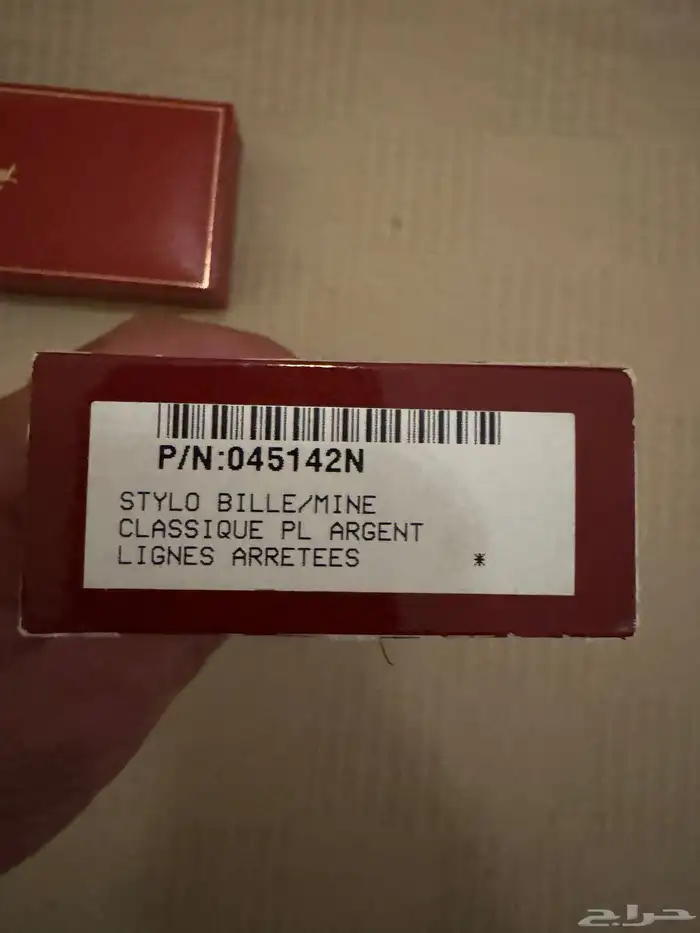 P/N:045142N
STYLO BILLE/MINE
CLASSIQUE PL ARGENT
LIGNES ARRETEES *
حراج